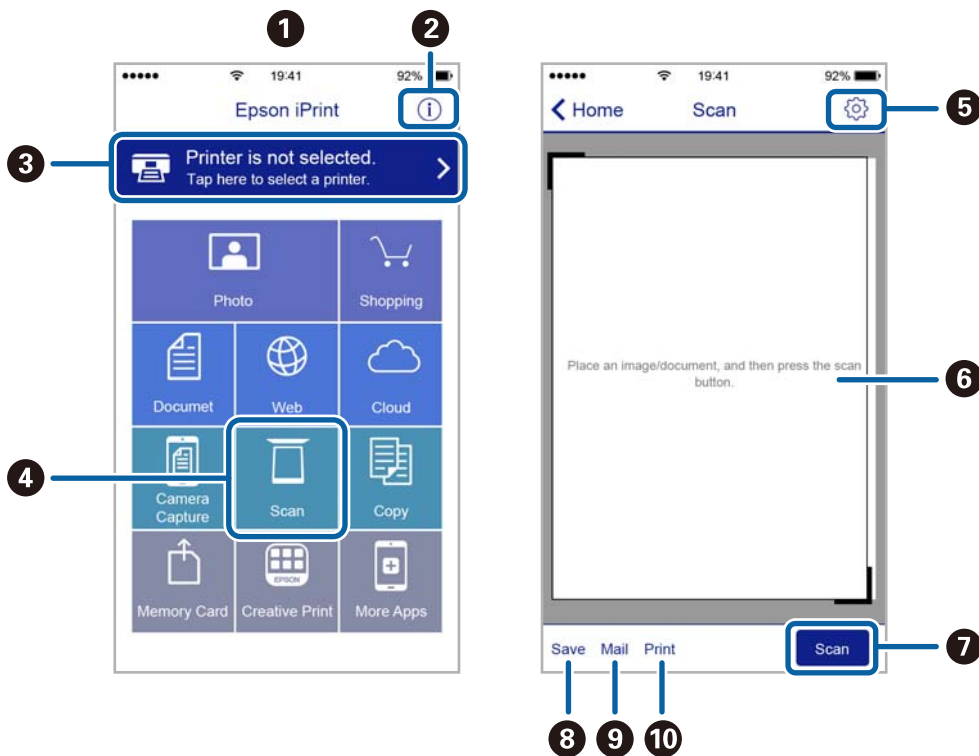 1
2
19:41
92%
Epson iPrint
i
3
Printer is not selected.
Tap here to select a printer.
Photo
Shopping
Documet
Web
Cloud
4
Camera
Capture
Scan
Copy
EPSON
Memory Card
Creative Print
More Apps
19:41
92%
Home
Scan
5
Place an image/document, and then press the scan
button.
6
Save Mail Print
Scan
7
8
9
10